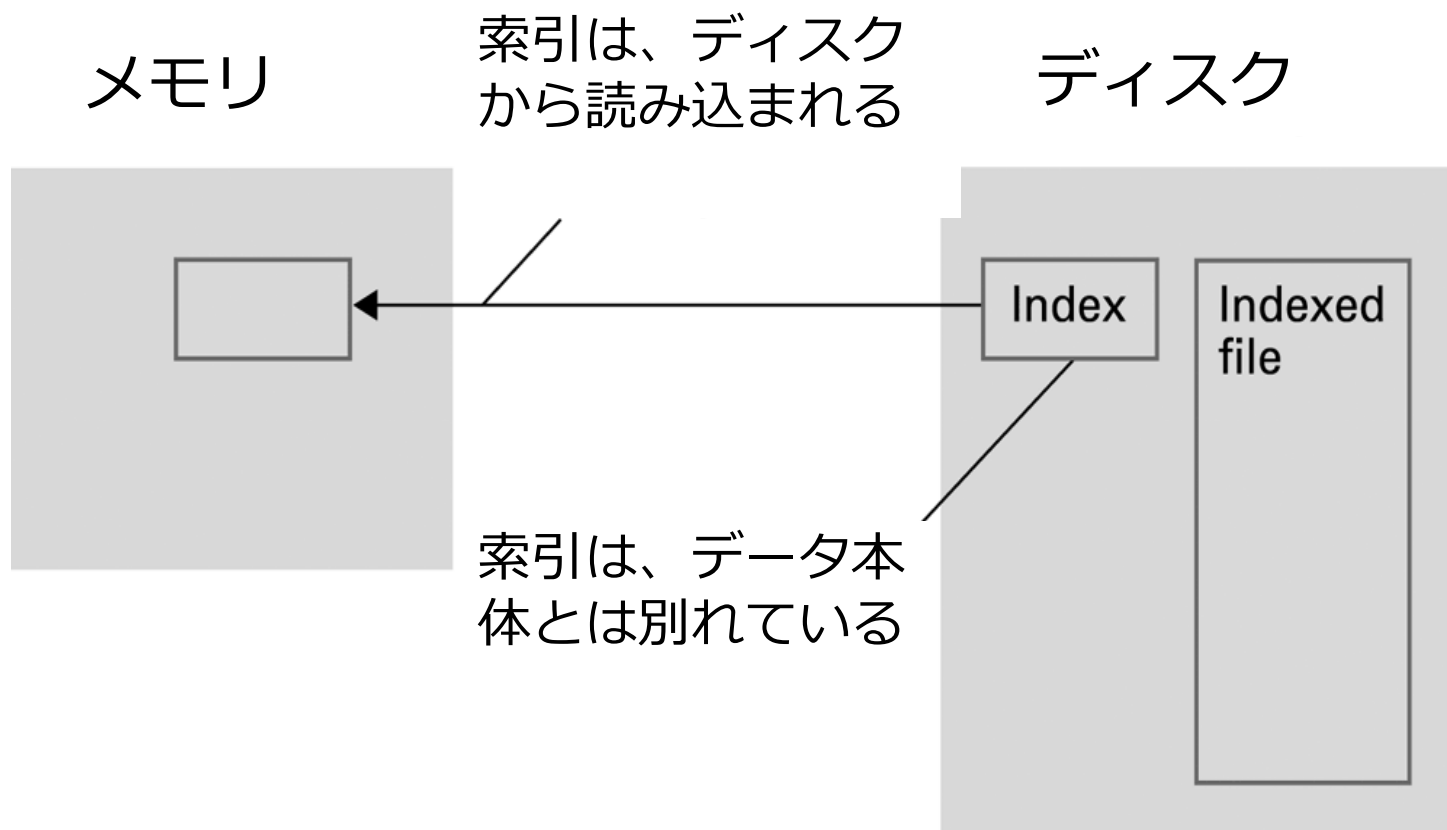 メモリ
索引は、ディスク
から読み込まれる
ディスク
Index
Indexed
file
索引は、データ本
体とは別れている